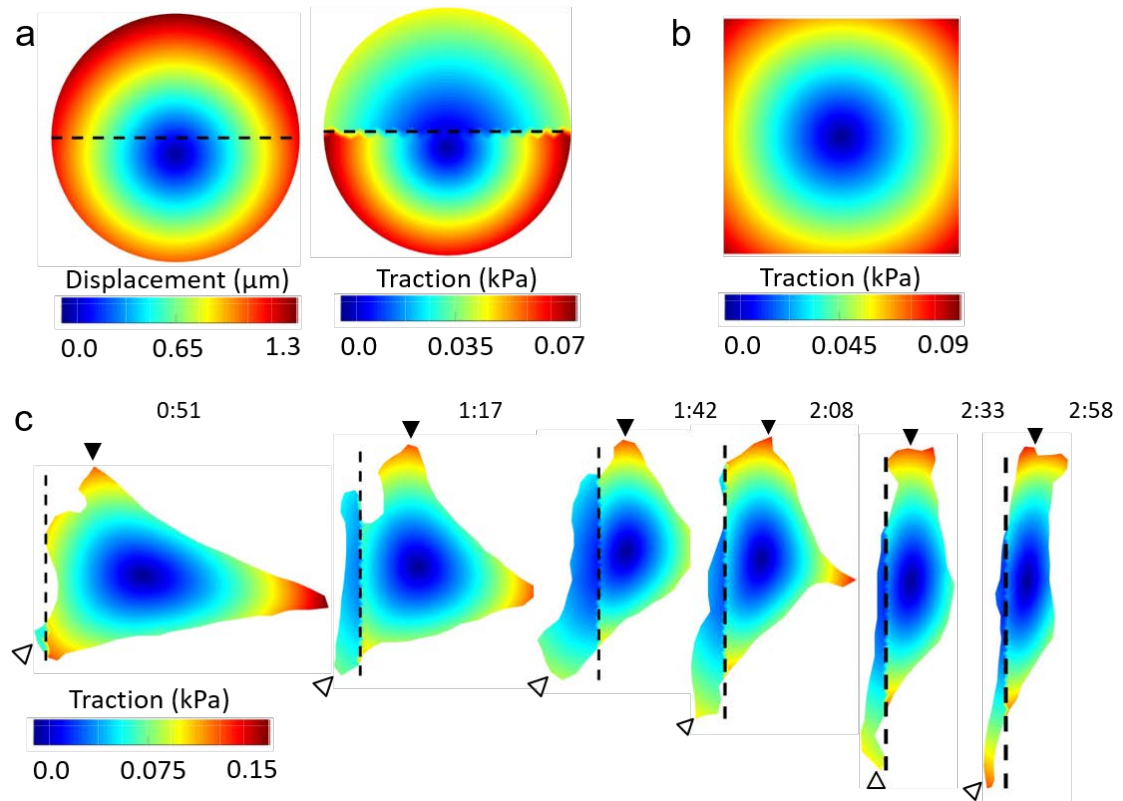 a
b
Displacement (µm)
0.0 0.65 1.3
Traction (kPa)
0.0 0.035 0.07
Traction (kPa)
0.0 0.045 0.09
c
0:51 1:17 1:42 2:08 2:33 2:58
Traction (kPa)
0.0 0.075 0.15